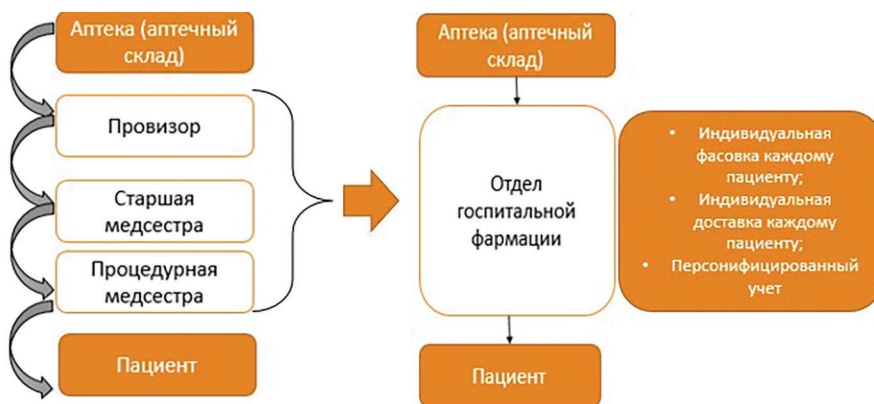 Аптека (аптечный
склад)
Провизор
Старшая
медсестра
Процедурная
медсестра
Пациент
Аптека (аптечный
склад)
Отдел
госпитальной
фармации
Пациент
• Индивидуальная
фасовка каждому
пациенту;
• Индивидуальная
доставка каждому
пациенту;
• Персонифицированный
учет